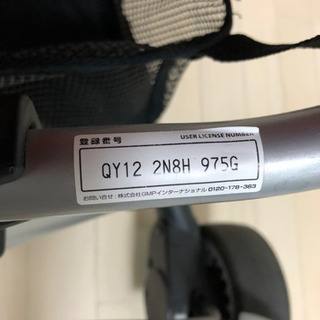 登録番号 USER LICENSE NUMBER
QY12 2N8H 975G
お問い合せ：株式会社GMPインターナショナル 0120-178-363